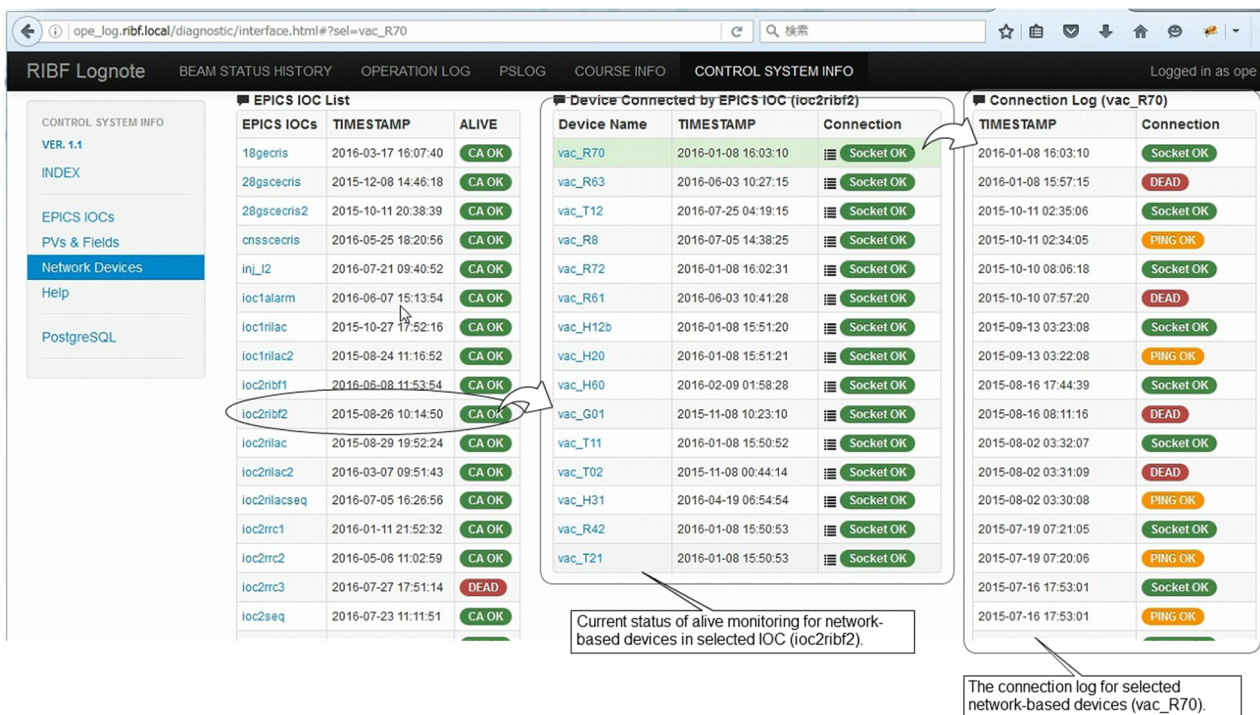 ope_log.ribf.local/diagnostic/interface.html#?sel=vac_R70
検索
RIBF Lognote BEAM STATUS HISTORY OPERATION LOG PSLOG COURSE INFO CONTROL SYSTEM INFO Logged in as ope
CONTROL SYSTEM INFO
VER. 1.1
INDEX
EPICS IOCs
PVs & Fields
Network Devices
Help
PostgreSQL
EPICS IOC List
EPICS IOCs TIMESTAMP ALIVE
18gecris 2016-03-17 16:07:40 CA OK
28gscecris 2015-12-08 14:46:18 CA OK
28gscecris2 2015-10-11 20:38:39 CA OK
cnsscecris 2016-05-25 18:20:56 CA OK
inj_l2 2016-07-21 09:40:52 CA OK
ioc1alarm 2016-06-07 15:13:54 CA OK
ioc1rilac 2015-10-27 17:52:16 CA OK
ioc1rilac2 2015-08-24 11:16:52 CA OK
ioc2ribf1 2016-06-08 11:53:54 CA OK
ioc2ribf2 2015-08-26 10:14:50 CA OK
ioc2rilac 2015-08-29 19:52:24 CA OK
ioc2rilac2 2016-03-07 09:51:43 CA OK
ioc2rilacseq 2016-07-05 16:26:56 CA OK
ioc2rrc1 2016-01-11 21:52:32 CA OK
ioc2rrc2 2016-05-06 11:02:59 CA OK
ioc2rrc3 2016-07-27 17:51:14 DEAD
ioc2seq 2016-07-23 11:11:51 CA OK
Device Connected by EPICS IOC (ioc2ribf2)
Device Name TIMESTAMP Connection
vac_R70 2016-01-08 16:03:10 Socket OK
vac_R63 2016-06-03 10:27:15 Socket OK
vac_T12 2016-07-25 04:19:15 Socket OK
vac_R8 2016-07-05 14:38:25 Socket OK
vac_R72 2016-01-08 16:02:31 Socket OK
vac_R61 2016-06-03 10:41:28 Socket OK
vac_H12b 2016-01-08 15:51:20 Socket OK
vac_H20 2016-01-08 15:51:21 Socket OK
vac_H60 2016-02-09 01:58:28 Socket OK
vac_G01 2015-11-08 10:23:10 Socket OK
vac_T11 2016-01-08 15:50:52 Socket OK
vac_T02 2015-11-08 00:44:14 Socket OK
vac_H31 2016-04-19 06:54:54 Socket OK
vac_R42 2016-01-08 15:50:53 Socket OK
vac_T21 2016-01-08 15:50:53 Socket OK
Current status of alive monitoring for network-
based devices in selected IOC (ioc2ribf2).
Connection Log (vac_R70)
TIMESTAMP Connection
2016-01-08 16:03:10 Socket OK
2016-01-08 15:57:15 DEAD
2015-10-11 02:35:06 Socket OK
2015-10-11 02:34:05 PING OK
2015-10-10 08:06:18 Socket OK
2015-10-10 07:57:20 DEAD
2015-09-13 03:23:08 Socket OK
2015-09-13 03:22:08 PING OK
2015-08-16 17:44:39 Socket OK
2015-08-16 08:11:16 DEAD
2015-08-02 03:32:07 Socket OK
2015-08-02 03:31:09 DEAD
2015-08-02 03:30:08 PING OK
2015-07-19 07:21:05 Socket OK
2015-07-19 07:20:06 PING OK
2015-07-16 17:53:01 Socket OK
2015-07-16 17:53:01 PING OK
The connection log for selected
network-based devices (vac_R70).